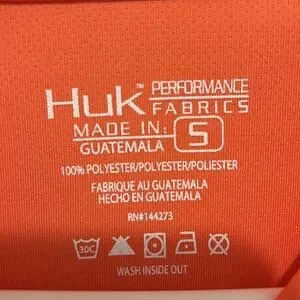 Huk™ PERFORMANCE
FABRICS
MADE IN: S
GUATEMALA
100% POLYESTER/POLYESTER/POLIESTER
FABRIQUE AU GUATEMALA
HECHO EN GUATEMALA
RN#144273
30C
WASH INSIDE OUT